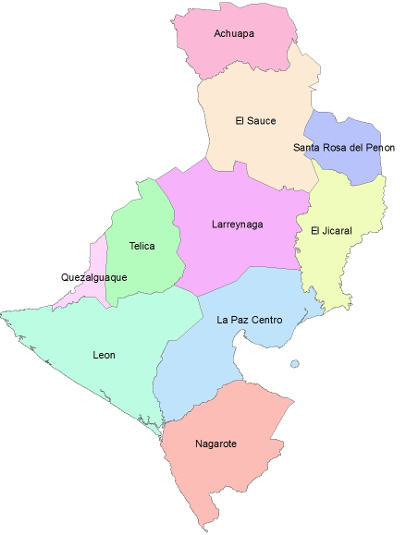 Achuapa
El Sauce
Santa Rosa del Penon
Larreynaga
El Jicaral
Telica
Quezalguaque
La Paz Centro
Leon
Nagarote